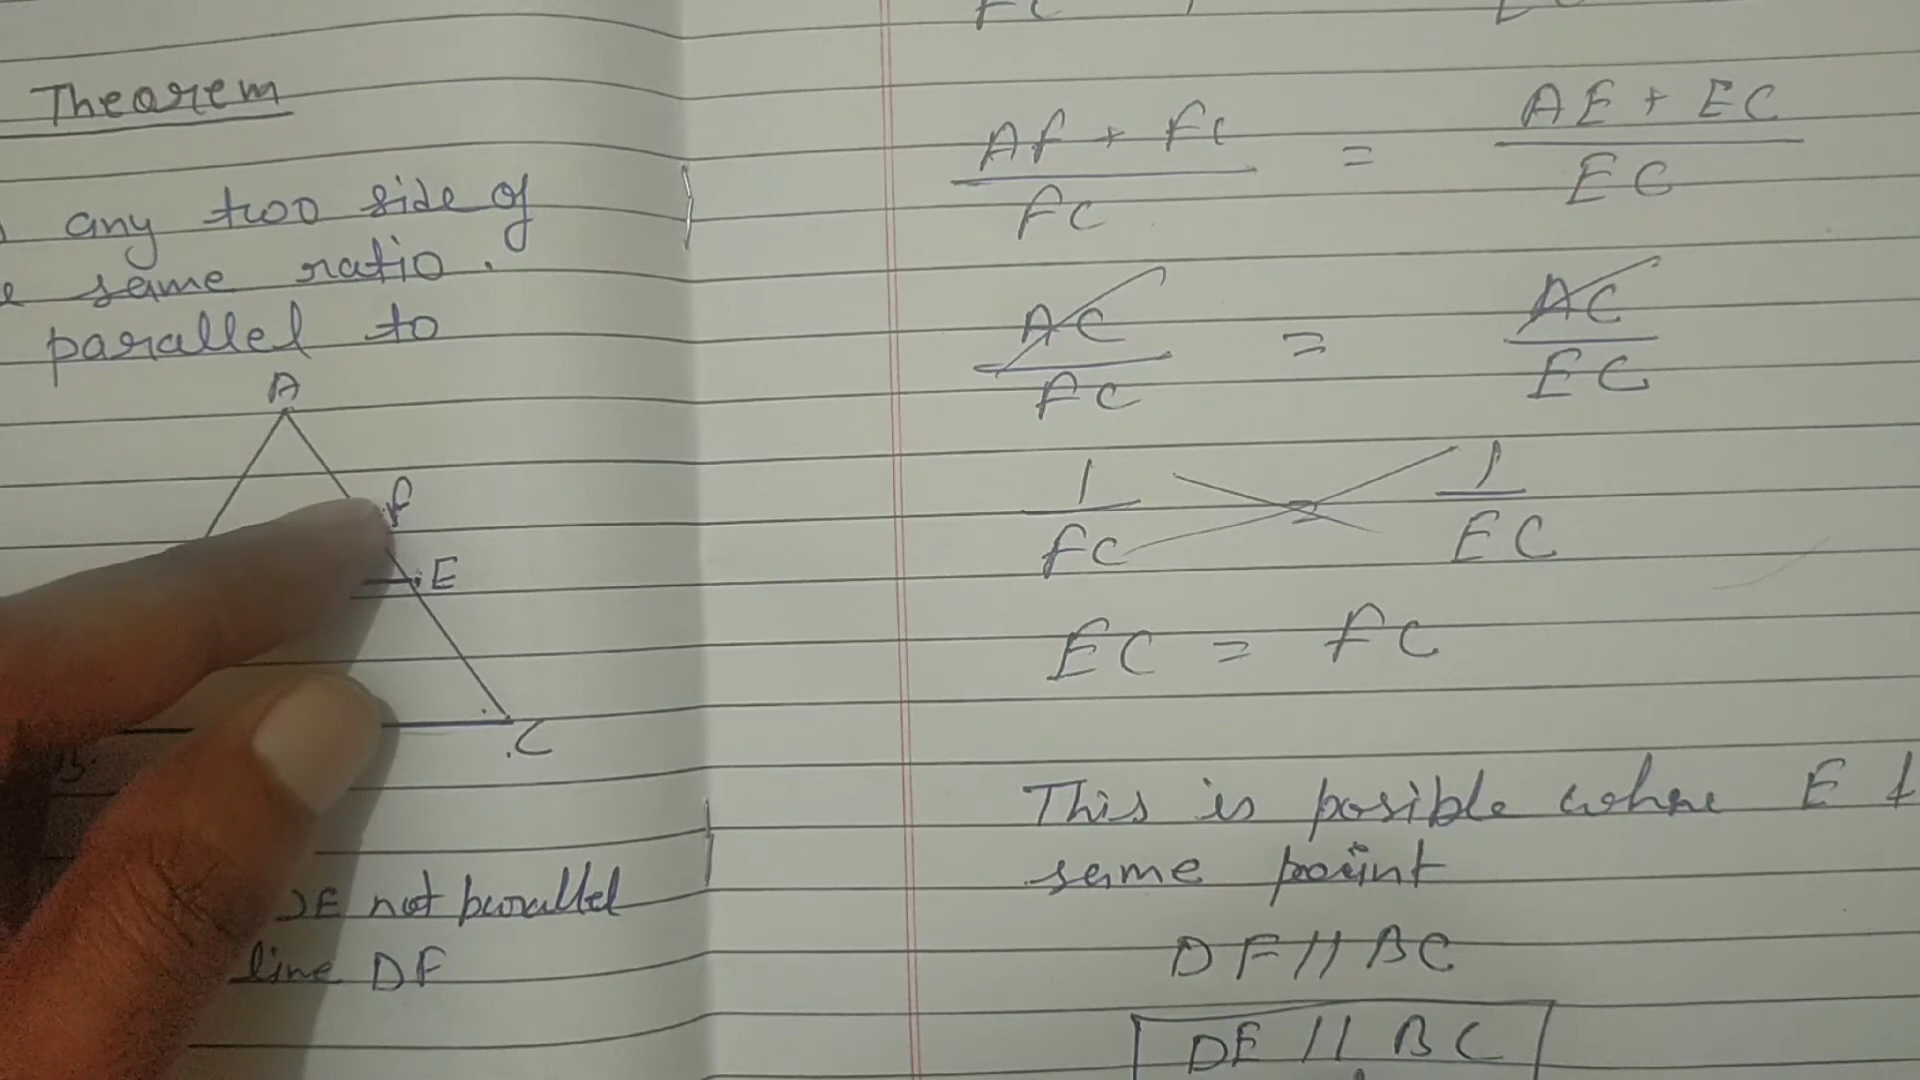 Theorem
any two side of
same ratio.
parallel to
A
F
E
C
B
DE not parallel
line DF
AF + FC / FC = AE + EC / EC
AC / FC = AC / EC
1 / FC = 1 / EC
EC = FC
This is posible where E &
same point
DF // BC
DE // BC